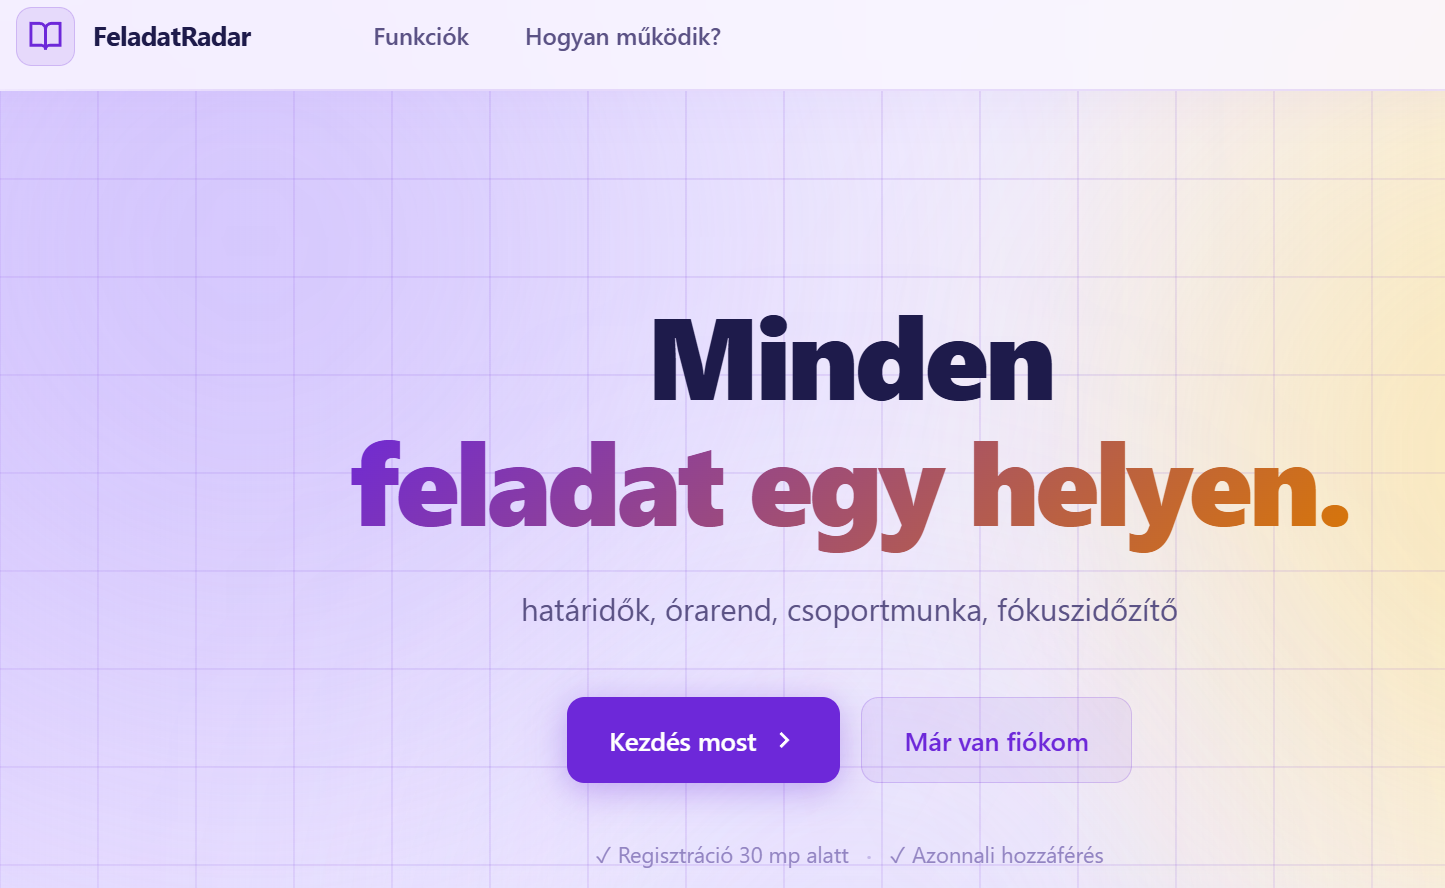 FeladatRadar
Funkciók
Hogyan működik?
Minden
feladat egy helyen.
határidők, órarend, csoportmunka, fókuszidőzítő
Kezdés most
Már van fiókom
✓ Regisztráció 30 mp alatt · ✓ Azonnali hozzáférés